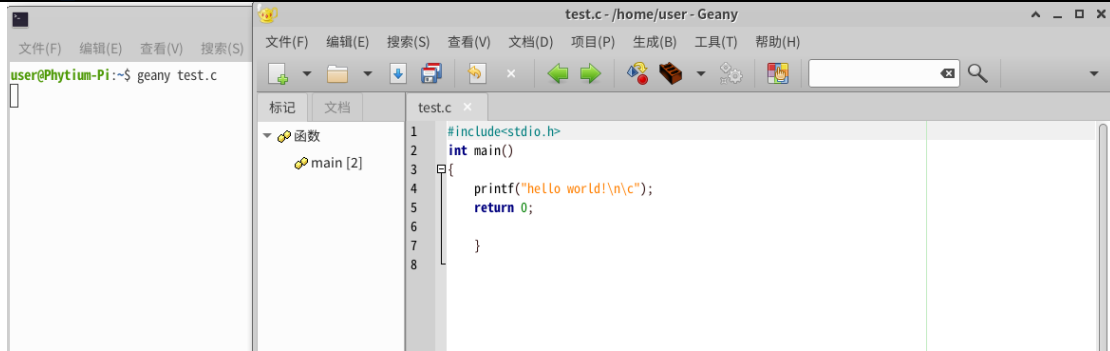 test.c - /home/user - Geany
文件(F) 编辑(E) 查看(V) 搜索(S)
user@Phytium-Pi:~$ geany test.c
文件(F) 编辑(E) 搜索(S) 查看(V) 文档(D) 项目(P) 生成(B) 工具(T) 帮助(H)
标记 文档
函数
main [2]
test.c
1 #include<stdio.h>
2 int main()
3 {
4 printf("hello world!\n\c");
5 return 0;
6
7 }
8